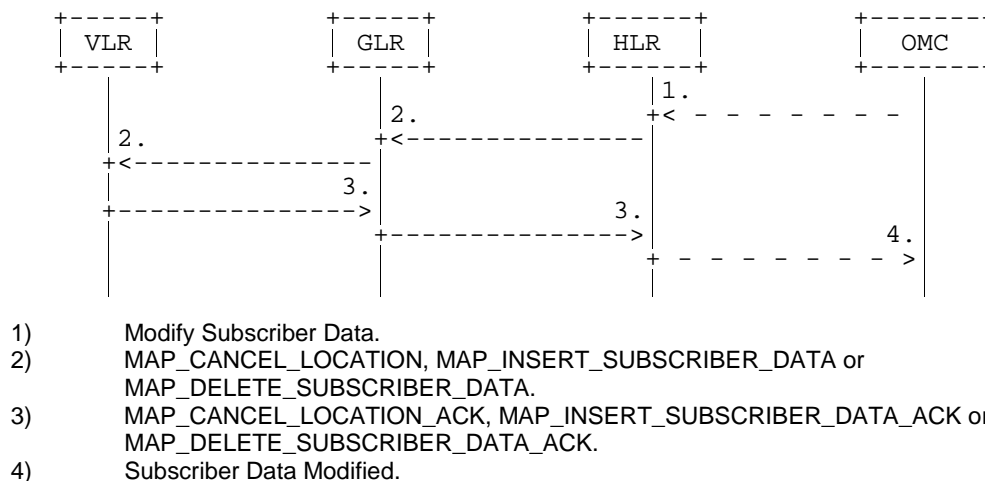 VLR GLR HLR OMC
1.
2.
2.
3.
3.
4.
1) Modify Subscriber Data.
2) MAP_CANCEL_LOCATION, MAP_INSERT_SUBSCRIBER_DATA or
MAP_DELETE_SUBSCRIBER_DATA.
3) MAP_CANCEL_LOCATION_ACK, MAP_INSERT_SUBSCRIBER_DATA_ACK or
MAP_DELETE_SUBSCRIBER_DATA_ACK.
4) Subscriber Data Modified.